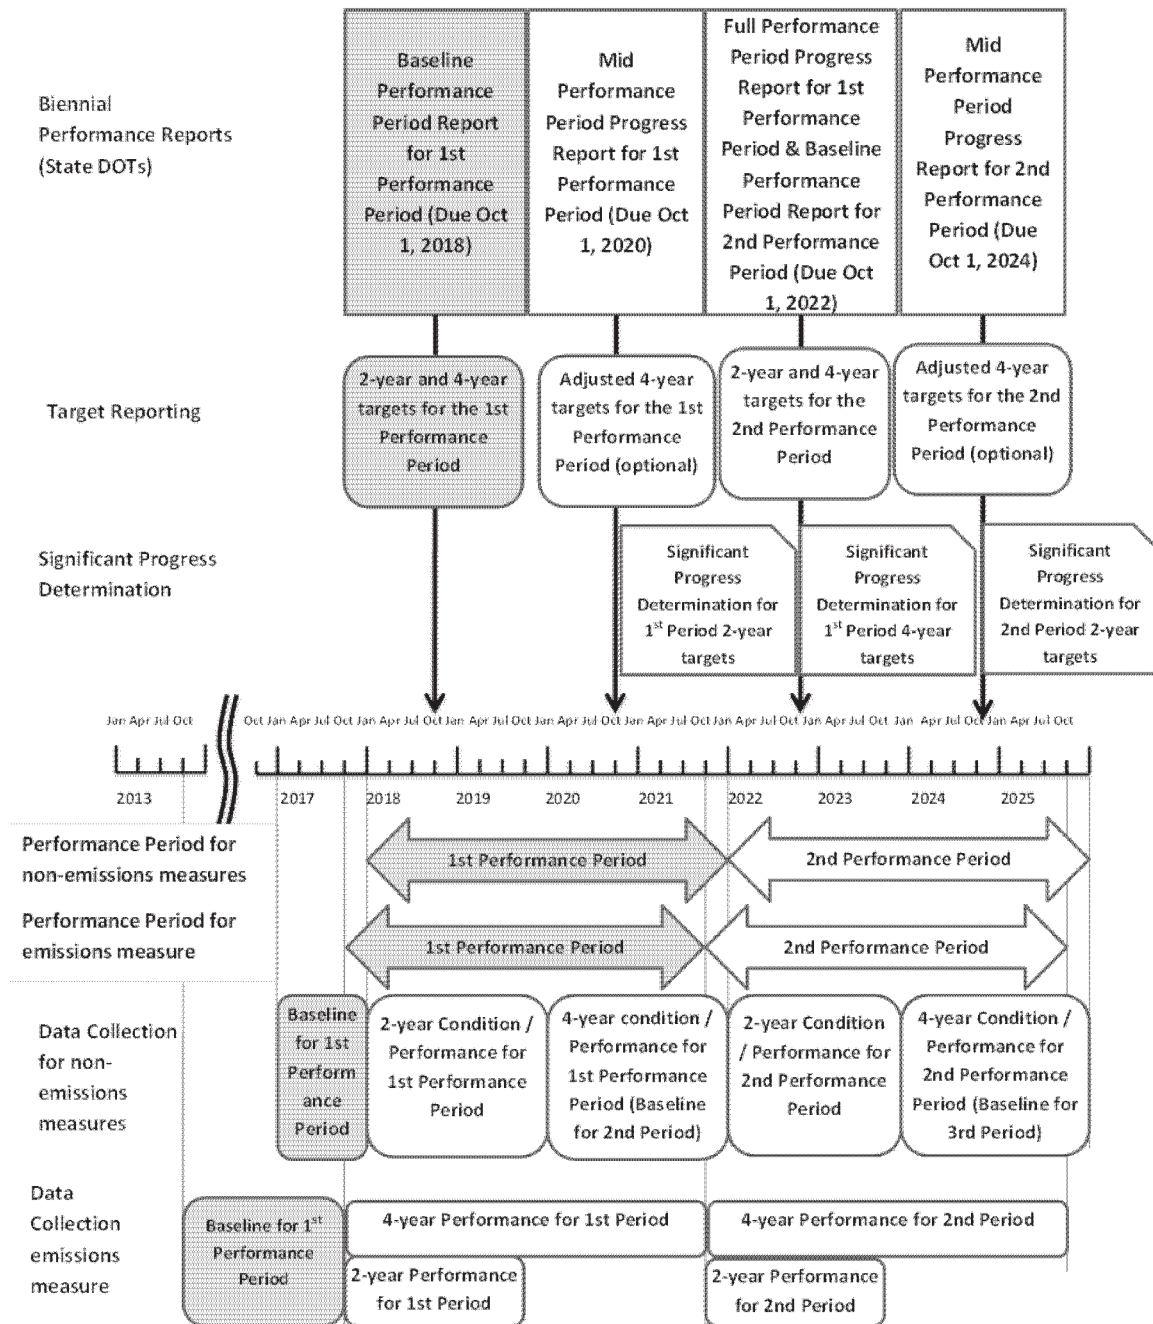 Biennial
Performance Reports
(State DOTs)
Baseline
Performance
Period Report
for 1st
Performance
Period (Due Oct
1, 2018)
Mid
Performance
Period Progress
Report for 1st
Performance
Period (Due Oct
1, 2020)
Full Performance
Period Progress
Report for 1st
Performance
Period & Baseline
Performance
Period Report for
2nd Performance
Period (Due Oct
1, 2022)
Mid
Performance
Period
Progress
Report for 2nd
Performance
Period (Due
Oct 1, 2024)
Target Reporting
2-year and 4-year
targets for the 1st
Performance
Period
Adjusted 4-year
targets for the 1st
Performance
Period (optional)
2-year and 4-year
targets for the
2nd Performance
Period
Adjusted 4-year
targets for the 2nd
Performance
Period (optional)
Significant Progress
Determination
Significant
Progress
Determination for
1st Period 2-year
targets
Significant
Progress
Determination for
1st Period 4-year
targets
Significant
Progress
Determination for
2nd Period 2-year
targets
Jan Apr Jul Oct Oct Jan Apr Jul Oct Jan Apr Jul Oct Jan Apr Jul Oct Jan Apr Jul Oct Jan Apr Jul Oct Jan Apr Jul Oct Jan Apr Jul Oct Jan Apr Jul Oct Jan Apr Jul Oct
2013 2017 2018 2019 2020 2021 2022 2023 2024 2025
Performance Period for
non-emissions measures
1st Performance Period
2nd Performance Period
Performance Period for
emissions measure
1st Performance Period
2nd Performance Period
Data Collection
for non-
emissions
measures
Baseline
for 1st
Perform
ance
Period
2-year Condition /
Performance for
1st Performance
Period
4-year condition /
Performance for
1st Performance
Period (Baseline
for 2nd Period)
2-year Condition
/ Performance for
2nd Performance
Period
4-year Condition /
Performance for
2nd Performance
Period (Baseline for
3rd Period)
Data
Collection
emissions
measure
Baseline for 1st
Performance
Period
4-year Performance for 1st Period
4-year Performance for 2nd Period
2-year Performance
for 1st Period
2-year Performance
for 2nd Period